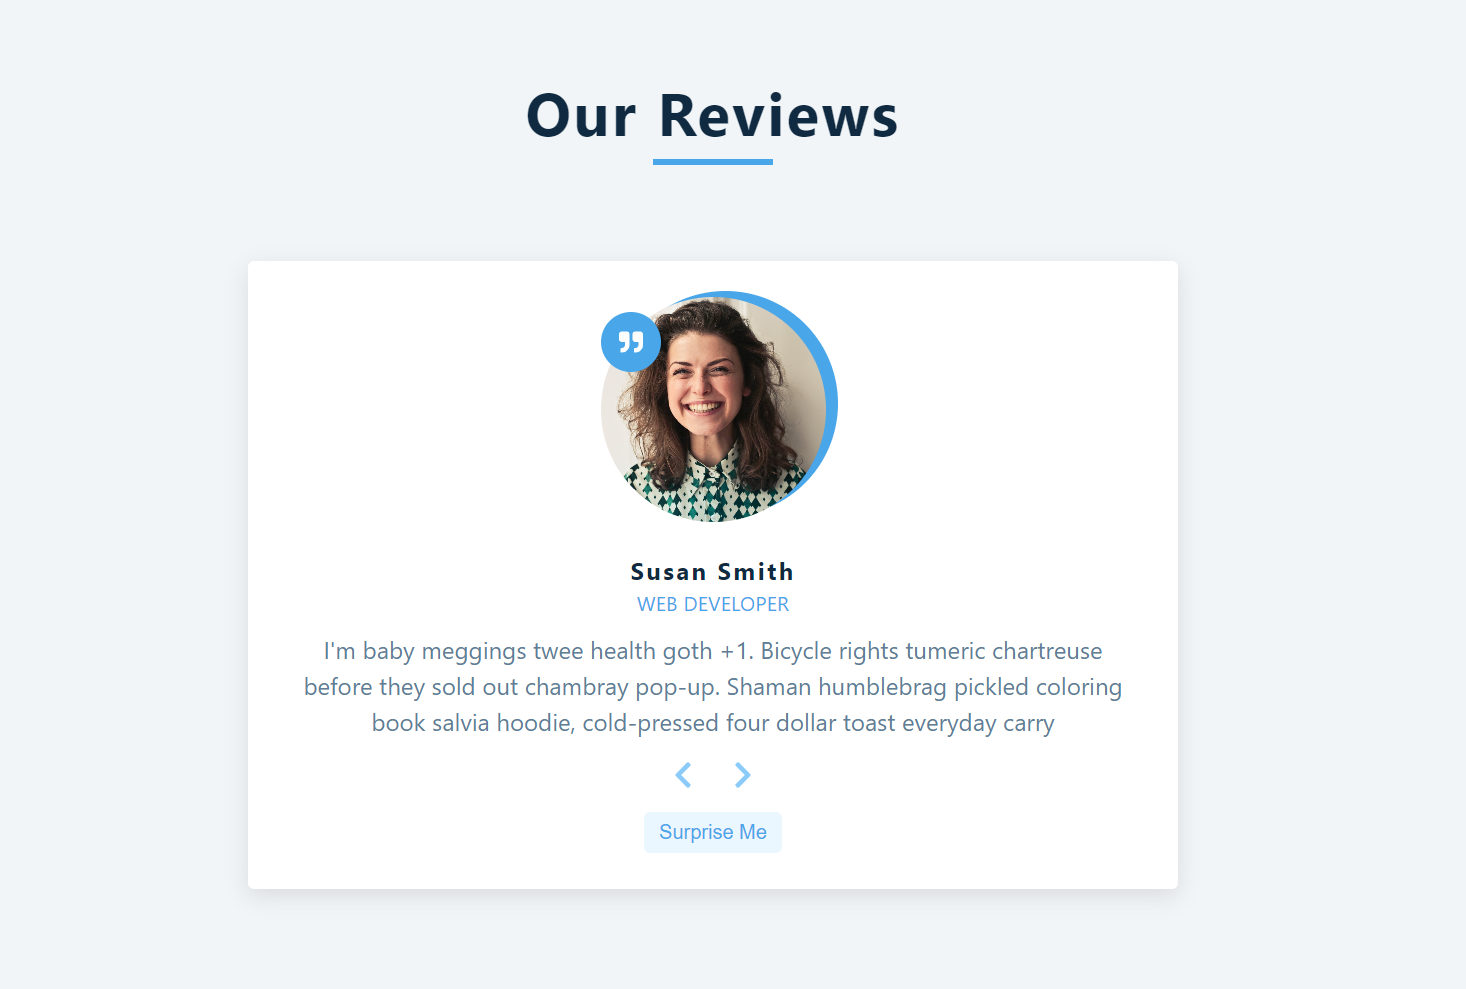 Our Reviews
Susan Smith
WEB DEVELOPER
I'm baby meggings twee health goth +1. Bicycle rights tumeric chartreuse
before they sold out chambray pop-up. Shaman humblebrag pickled coloring
book salvia hoodie, cold-pressed four dollar toast everyday carry
Surprise Me